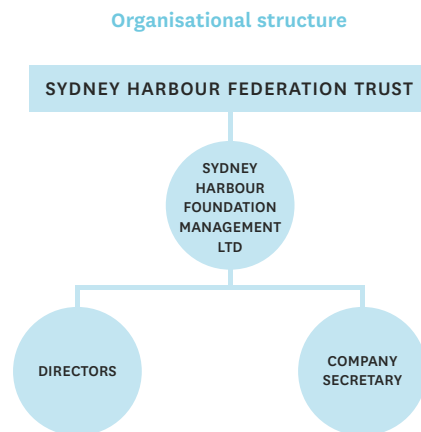 Organisational structure
SYDNEY HARBOUR FEDERATION TRUST
SYDNEY
HARBOUR
FOUNDATION
MANAGEMENT
LTD
DIRECTORS
COMPANY
SECRETARY